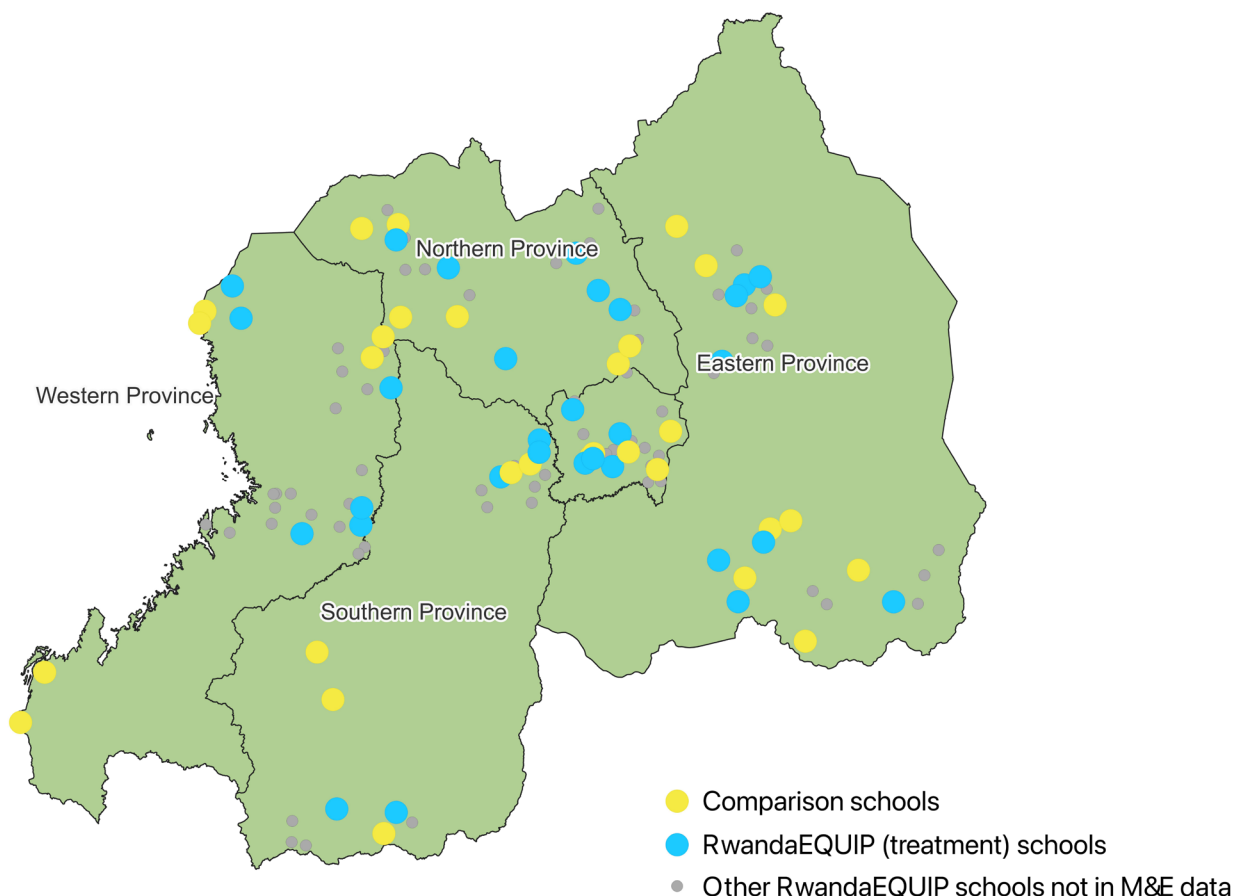 Northern Province
Eastern Province
Western Province
Southern Province
Comparison schools
RwandaEQUIP (treatment) schools
Other RwandaEQUIP schools not in M&E data